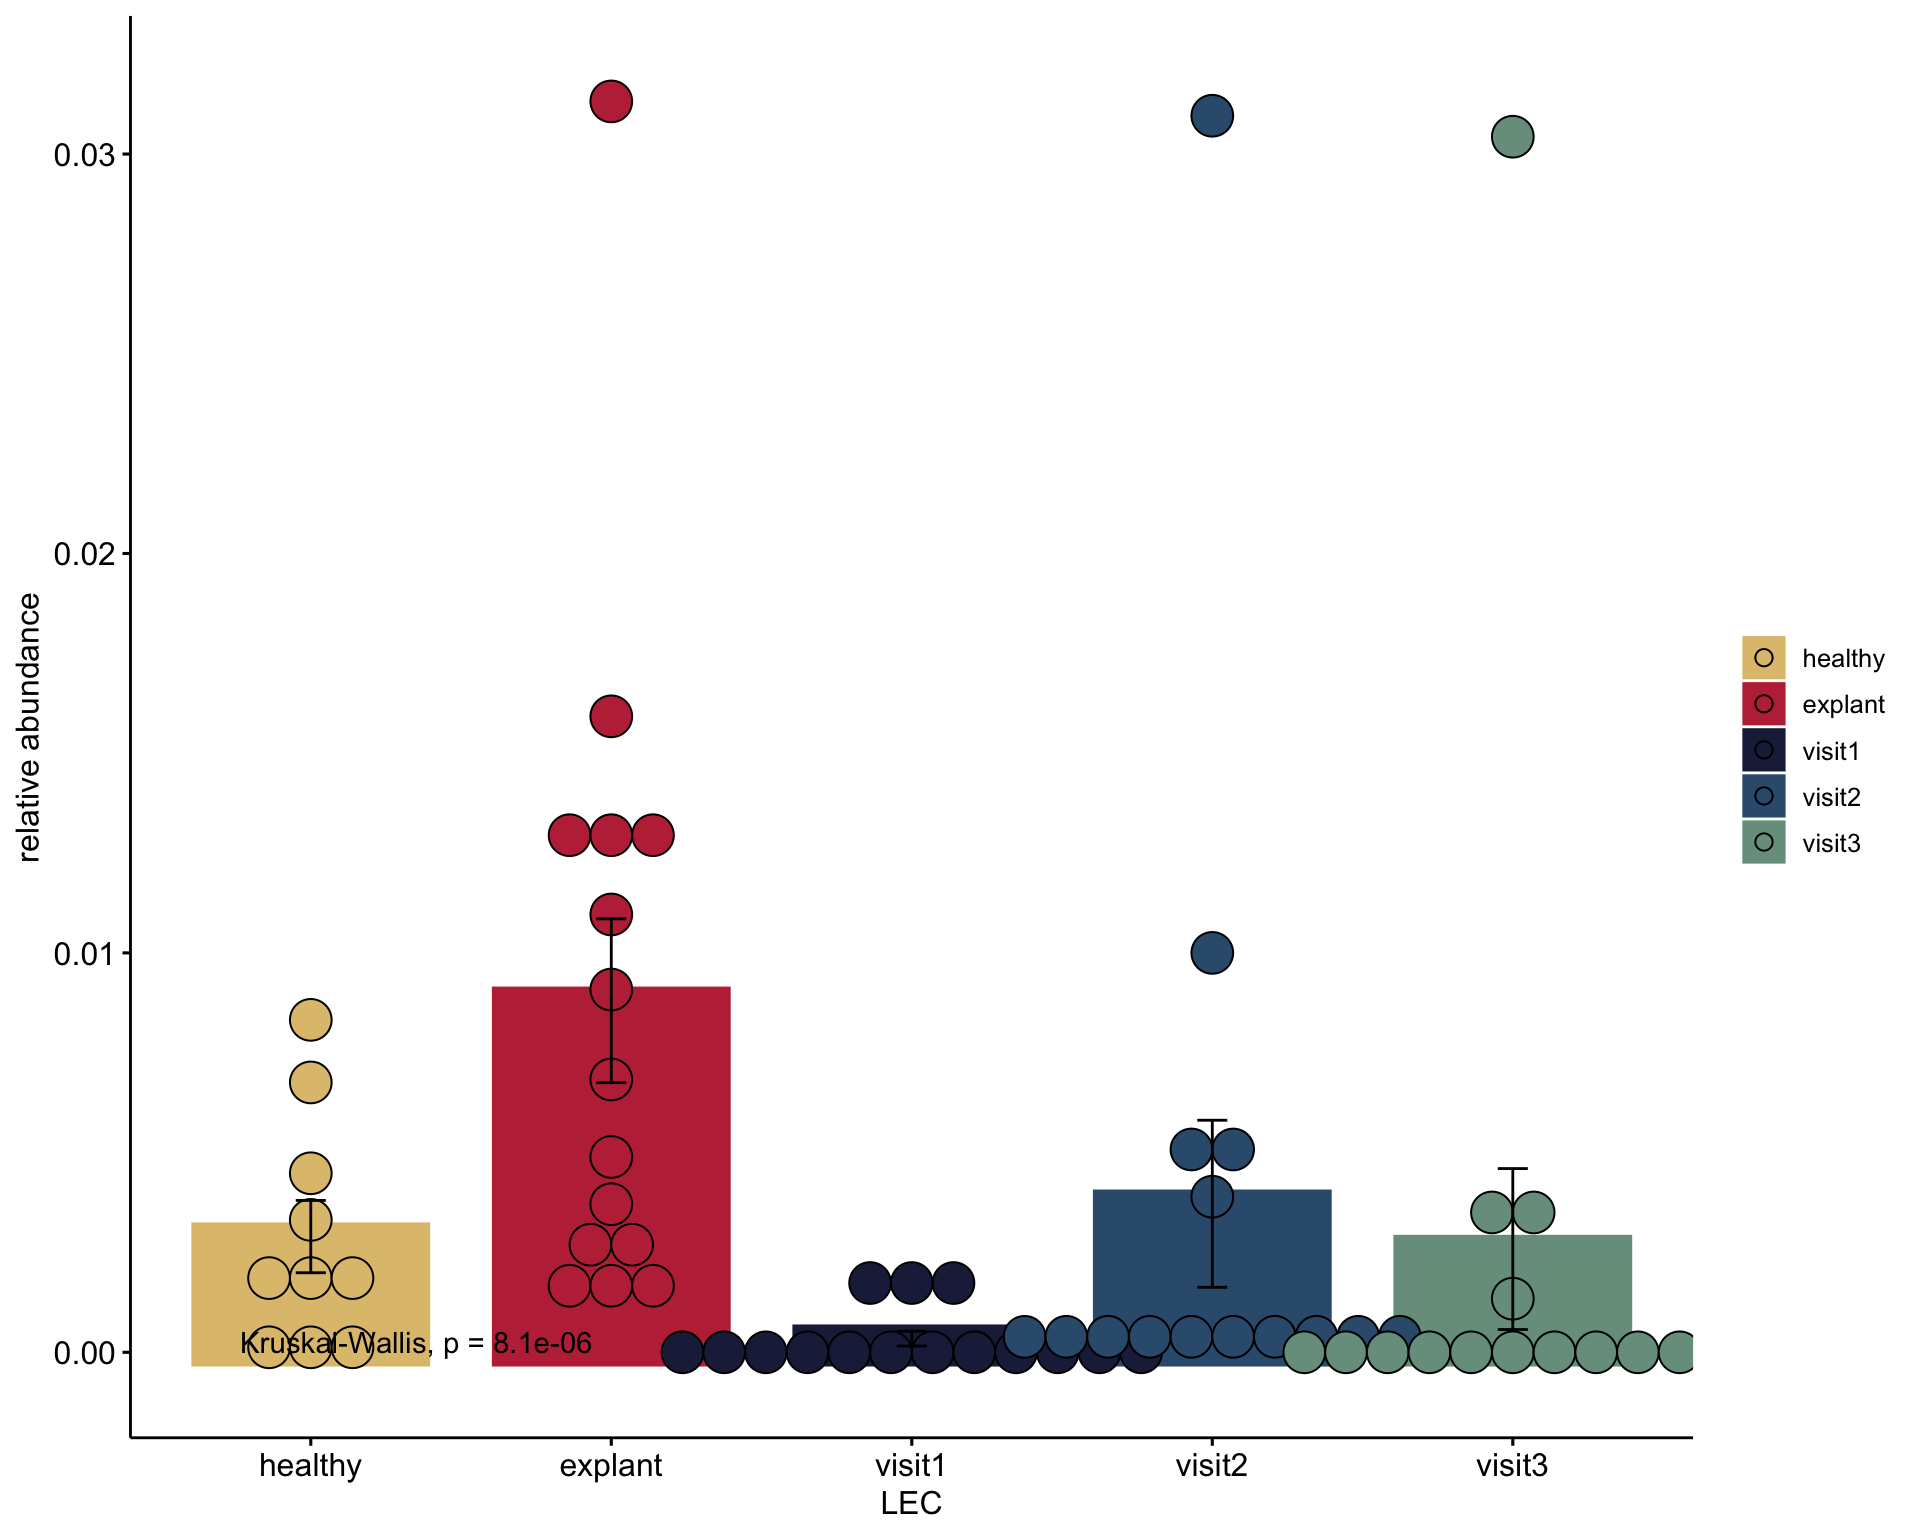 relative abundance
0.03
0.02
0.01
0.00
Kruskal-Wallis, p = 8.1e-06
healthy
explant
visit1
visit2
visit3
LEC
healthy
explant
visit1
visit2
visit3